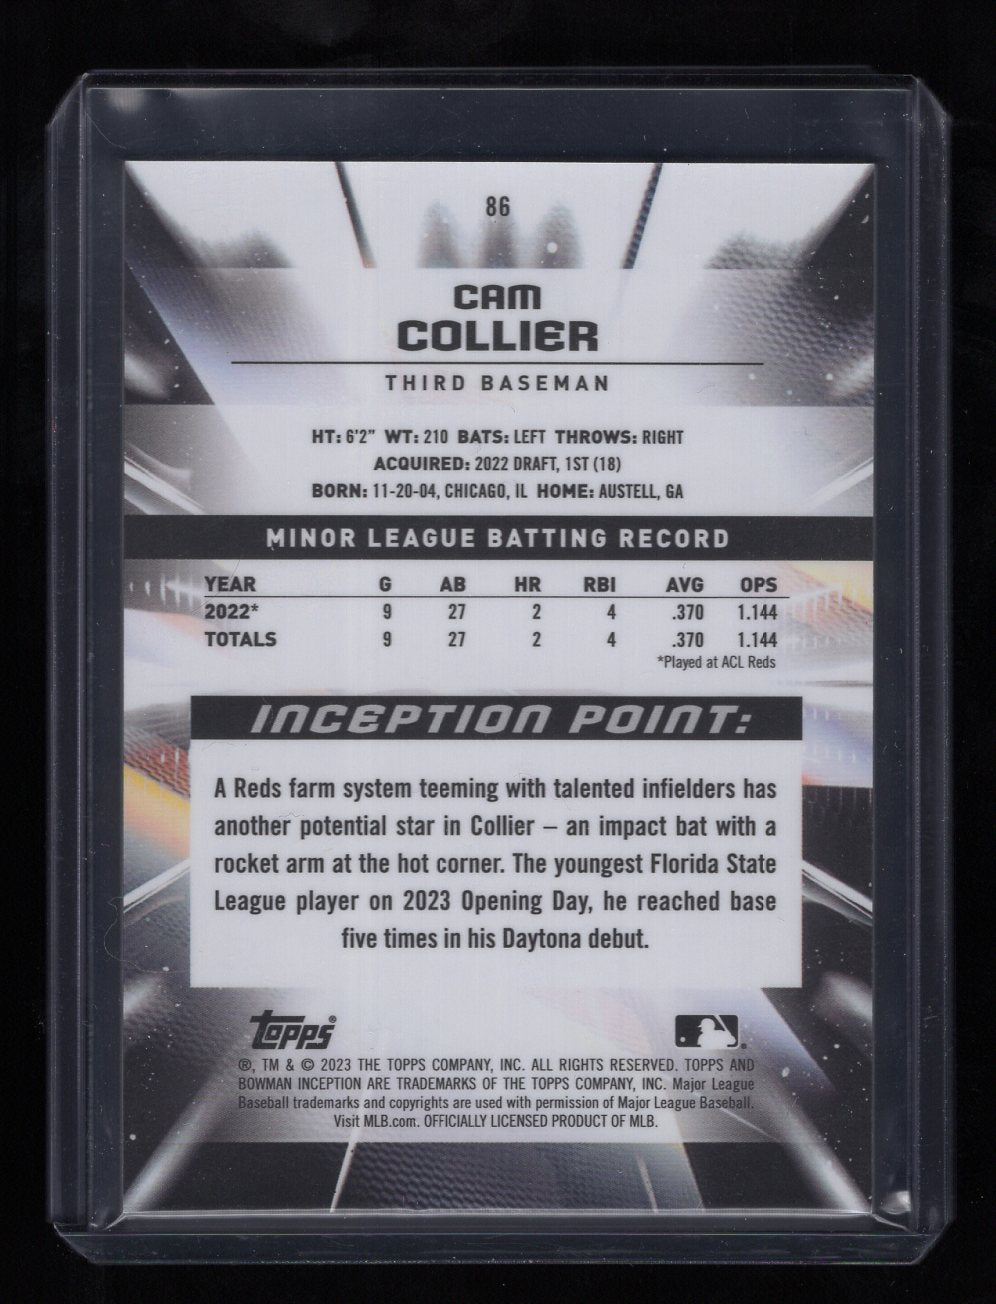 86
CAM
COLLIER
THIRD BASEMAN
HT: 6'2" WT: 210 BATS: LEFT THROWS: RIGHT
ACQUIRED: 2022 DRAFT, 1ST (18)
BORN: 11-20-04, CHICAGO, IL HOME: AUSTELL, GA
MINOR LEAGUE BATTING RECORD
YEAR G AB HR RBI AVG OPS
2022* 9 27 2 4 .370 1.144
TOTALS 9 27 2 4 .370 1.144
*Played at ACL Reds
INCEPTION POINT:
A Reds farm system teeming with talented infielders has
another potential star in Collier – an impact bat with a
rocket arm at the hot corner. The youngest Florida State
League player on 2023 Opening Day, he reached base
five times in his Daytona debut.
Topps®
®, TM & © 2023 THE TOPPS COMPANY, INC. ALL RIGHTS RESERVED. TOPPS AND
BOWMAN INCEPTION ARE TRADEMARKS OF THE TOPPS COMPANY, INC. Major League
Baseball trademarks and copyrights are used with permission of Major League Baseball.
Visit MLB.com. OFFICIALLY LICENSED PRODUCT OF MLB.